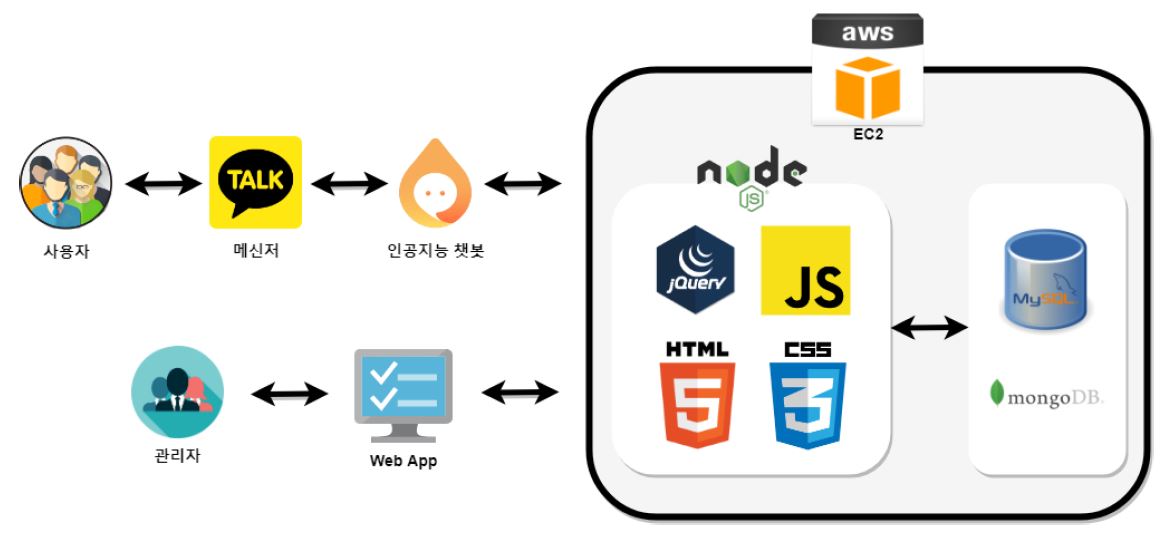 aws
EC2
node
JS
TALK
사용자
메신저
인공지능 챗봇
jQuery
JS
MySQL
HTML
5
CSS
3
mongoDB.
관리자
Web App